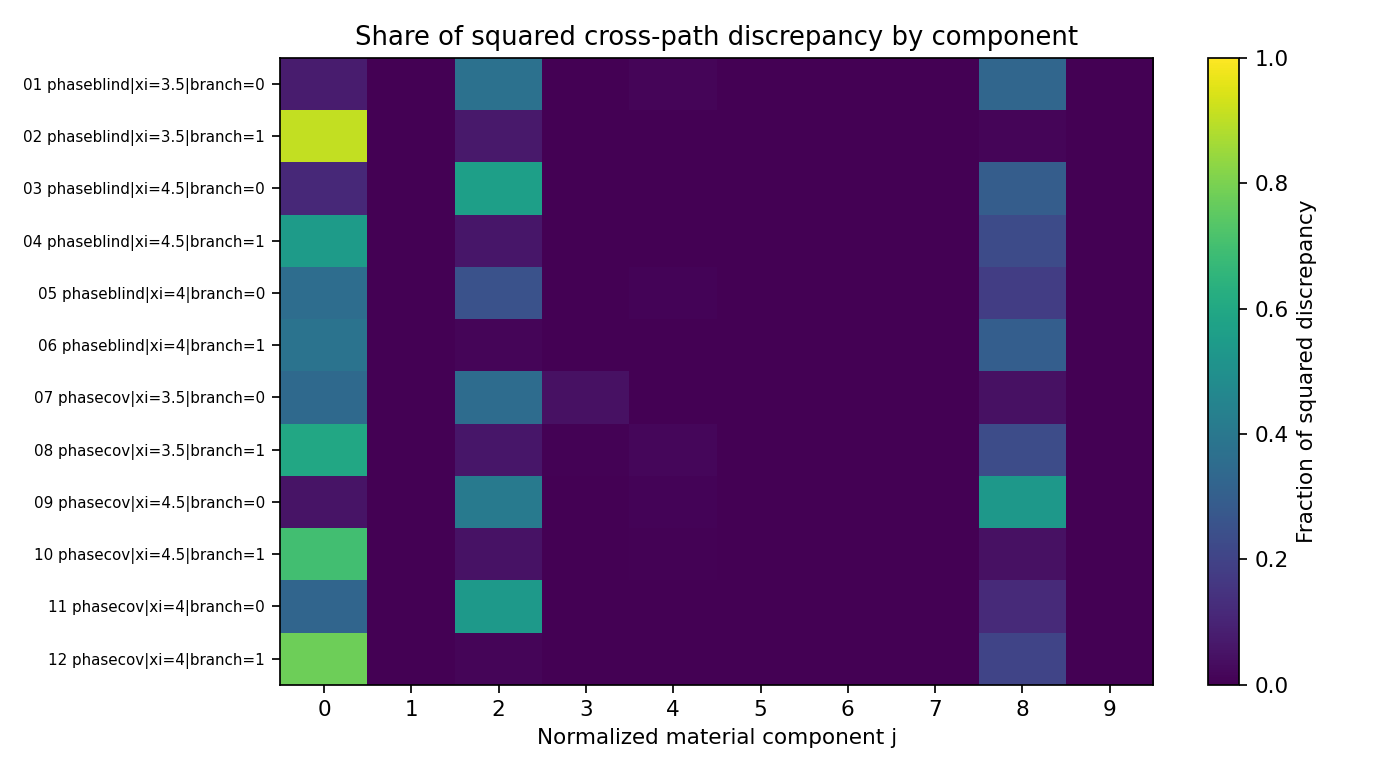 Share of squared cross-path discrepancy by component
01 phaseblind|xi=3.5|branch=0
02 phaseblind|xi=3.5|branch=1
03 phaseblind|xi=4.5|branch=0
04 phaseblind|xi=4.5|branch=1
05 phaseblind|xi=4|branch=0
06 phaseblind|xi=4|branch=1
07 phasecov|xi=3.5|branch=0
08 phasecov|xi=3.5|branch=1
09 phasecov|xi=4.5|branch=0
10 phasecov|xi=4.5|branch=1
11 phasecov|xi=4|branch=0
12 phasecov|xi=4|branch=1
0 1 2 3 4 5 6 7 8 9
Normalized material component j
1.0
0.8
0.6
0.4
0.2
0.0
Fraction of squared discrepancy